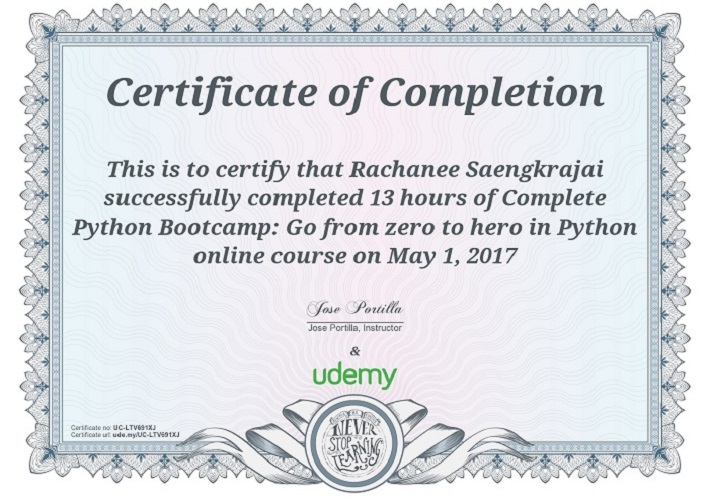 Certificate of Completion
This is to certify that Rachanee Saengkrajai
successfully completed 13 hours of Complete
Python Bootcamp: Go from zero to hero in Python
online course on May 1, 2017
Jose Portilla
Jose Portilla, Instructor
&
udemy
Certificate no: UC-LTV691XJ
Certificate url: ude.my/UC-LTV691XJ
NEVER
STOP
LEARNING